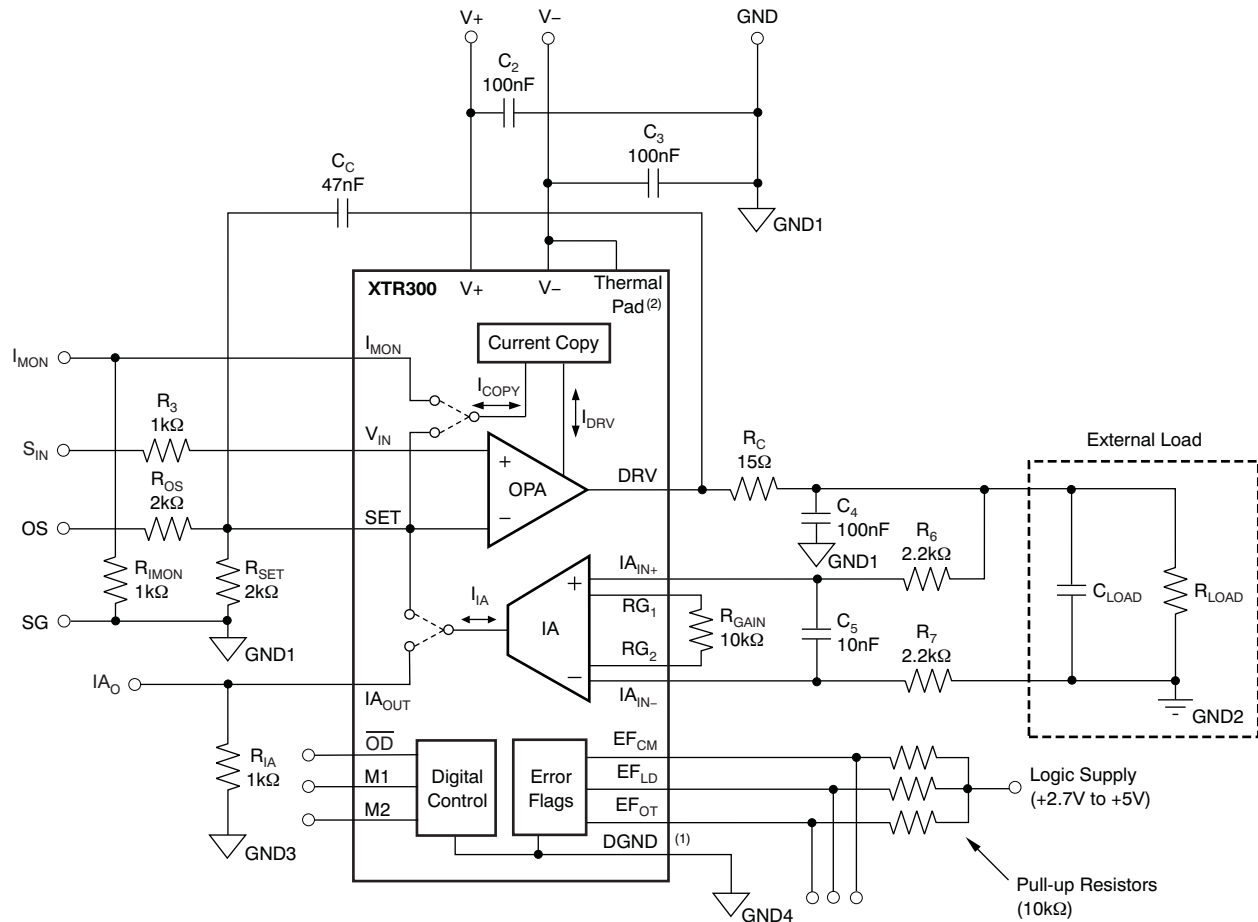 V+
V−
GND
C2
100nF
C3
100nF
CC
47nF
GND1
XTR300
V+
V−
Thermal
Pad(2)
IMON
IMON
Current Copy
ICOPY
IDRV
R3
1kΩ
SIN
VIN
+
OPA
−
DRV
RC
15Ω
External Load
ROS
2kΩ
OS
SET
C4
100nF
GND1
R6
2.2kΩ
RIMON
1kΩ
RSET
2kΩ
SG
GND1
IIA
IA
+
−
IAIN+
RG1
RG2
IAIN−
RGAIN
10kΩ
C5
10nF
R7
2.2kΩ
CLOAD
RLOAD
GND2
IAO
IAOUT
RIA
1kΩ
GND3
OD
M1
M2
Digital
Control
Error
Flags
EFCM
EFLD
EFOT
DGND
(1)
Logic Supply
(+2.7V to +5V)
GND4
Pull-up Resistors
(10kΩ)